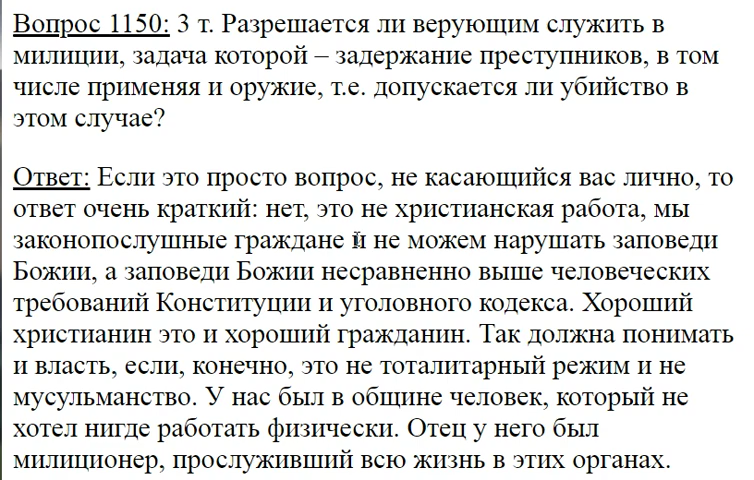 Вопрос 1150: 3 т. Разрешается ли верующим служить в
милиции, задача которой – задержание преступников, в том
числе применяя и оружие, т.е. допускается ли убийство в
этом случае?
Ответ: Если это просто вопрос, не касающийся вас лично, то
ответ очень краткий: нет, это не христианская работа, мы
законопослушные граждане и не можем нарушать заповеди
Божии, а заповеди Божии несравненно выше человеческих
требований Конституции и уголовного кодекса. Хороший
христианин это и хороший гражданин. Так должна понимать
и власть, если, конечно, это не тоталитарный режим и не
мусульманство. У нас был в общине человек, который не
хотел нигде работать физически. Отец у него был
милиционер, прослуживший всю жизнь в этих органах.